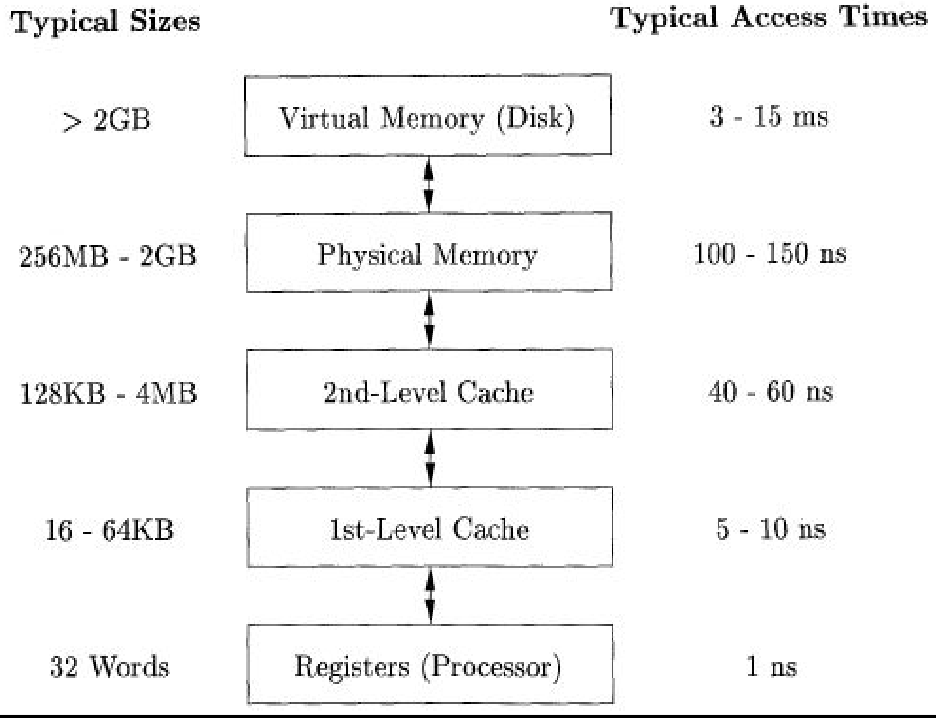 Typical Sizes Typical Access Times
> 2GB Virtual Memory (Disk) 3 - 15 ms
256MB - 2GB Physical Memory 100 - 150 ns
128KB - 4MB 2nd-Level Cache 40 - 60 ns
16 - 64KB 1st-Level Cache 5 - 10 ns
32 Words Registers (Processor) 1 ns